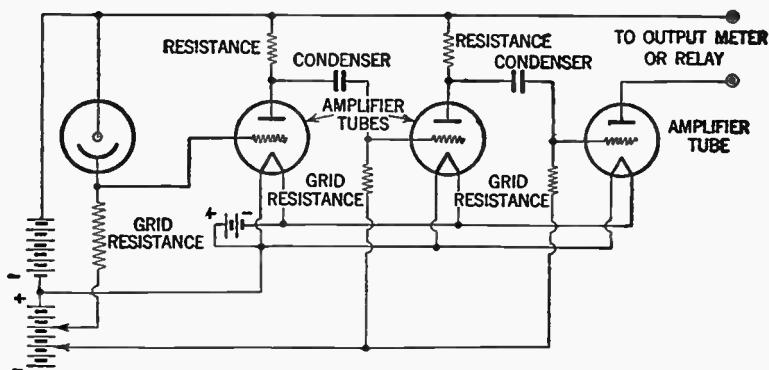 RESISTANCE
CONDENSER
RESISTANCE
CONDENSER
TO OUTPUT METER
OR RELAY
AMPLIFIER
TUBES
AMPLIFIER
TUBE
GRID
RESISTANCE
GRID
RESISTANCE
GRID
RESISTANCE
+
-
+